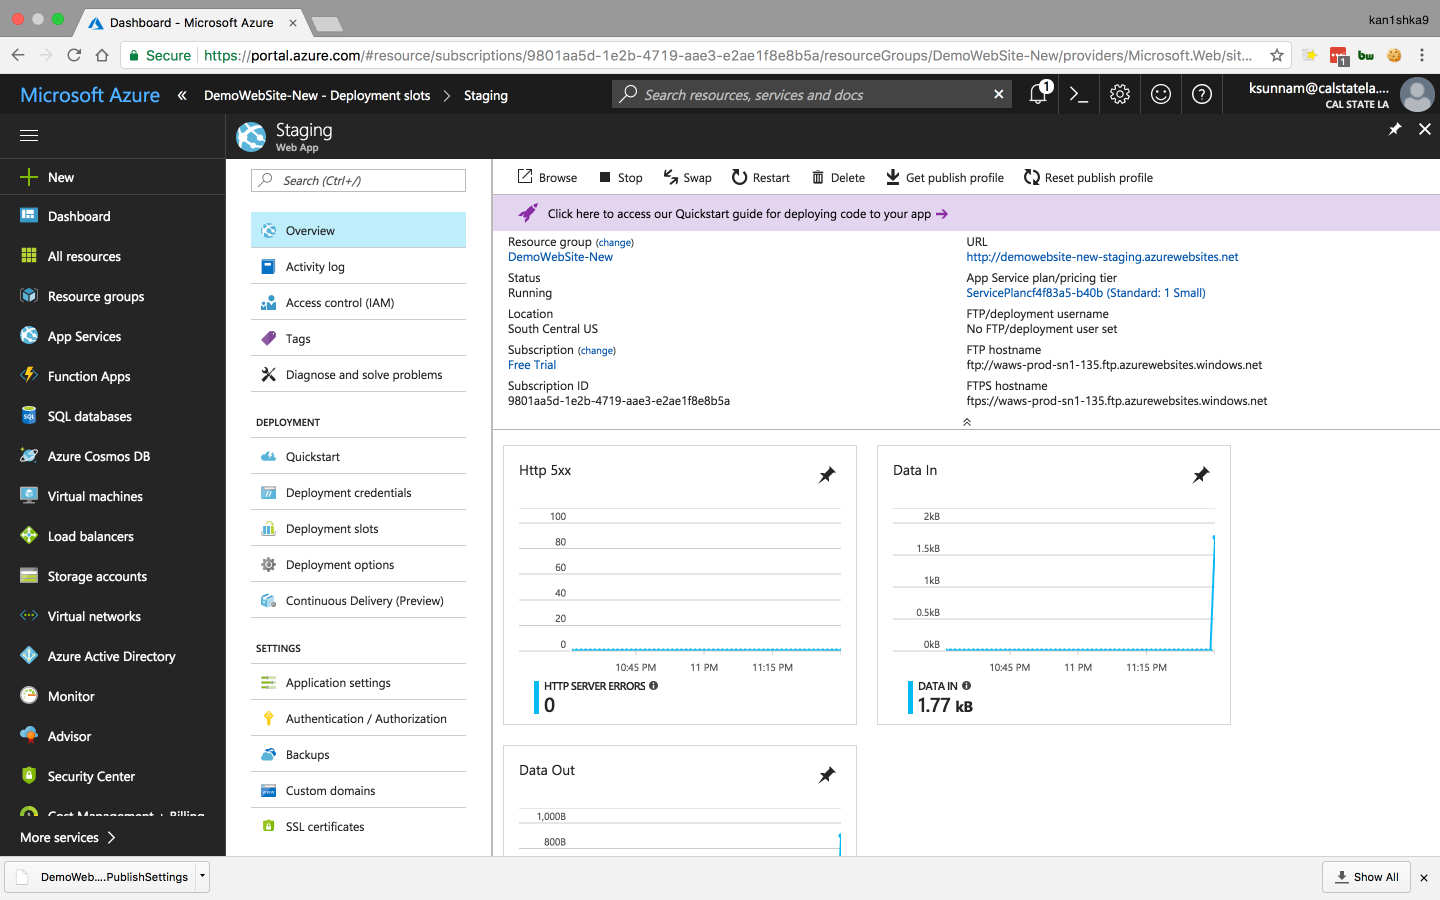 Dashboard - Microsoft Azure
kan1shka9
Secure
https://portal.azure.com/#resource/subscriptions/9801aa5d-1e2b-4719-aae3-e2ae1f8e8b5a/resourceGroups/DemoWebSite-New/providers/Microsoft.Web/sit...
1
bw
Microsoft Azure
DemoWebSite-New - Deployment slots
Staging
Search resources, services and docs
1
ksunnam@calstatela....
CAL STATE LA
Staging
Web App
New
Dashboard
All resources
Resource groups
App Services
Function Apps
SQL databases
Azure Cosmos DB
Virtual machines
Load balancers
Storage accounts
Virtual networks
Azure Active Directory
Monitor
Advisor
Security Center
Cost Management + Billing
More services
Search (Ctrl+/)
Overview
Activity log
Access control (IAM)
Tags
Diagnose and solve problems
DEPLOYMENT
Quickstart
Deployment credentials
Deployment slots
Deployment options
Continuous Delivery (Preview)
SETTINGS
Application settings
Authentication / Authorization
Backups
Custom domains
SSL certificates
Browse
Stop
Swap
Restart
Delete
Get publish profile
Reset publish profile
Click here to access our Quickstart guide for deploying code to your app
Resource group (change)
DemoWebSite-New
Status
Running
Location
South Central US
Subscription (change)
Free Trial
Subscription ID
9801aa5d-1e2b-4719-aae3-e2ae1f8e8b5a
URL
http://demowebsite-new-staging.azurewebsites.net
App Service plan/pricing tier
ServicePlancf4f83a5-b40b (Standard: 1 Small)
FTP/deployment username
No FTP/deployment user set
FTP hostname
ftp://waws-prod-sn1-135.ftp.azurewebsites.windows.net
FTPS hostname
ftps://waws-prod-sn1-135.ftp.azurewebsites.windows.net
Http 5xx
100
80
60
40
20
0
10:45 PM
11 PM
11:15 PM
HTTP SERVER ERRORS
0
Data In
2kB
1.5kB
1kB
0.5kB
0kB
10:45 PM
11 PM
11:15 PM
DATA IN
1.77 kB
Data Out
1,000B
800B
DemoWeb....PublishSettings
Show All